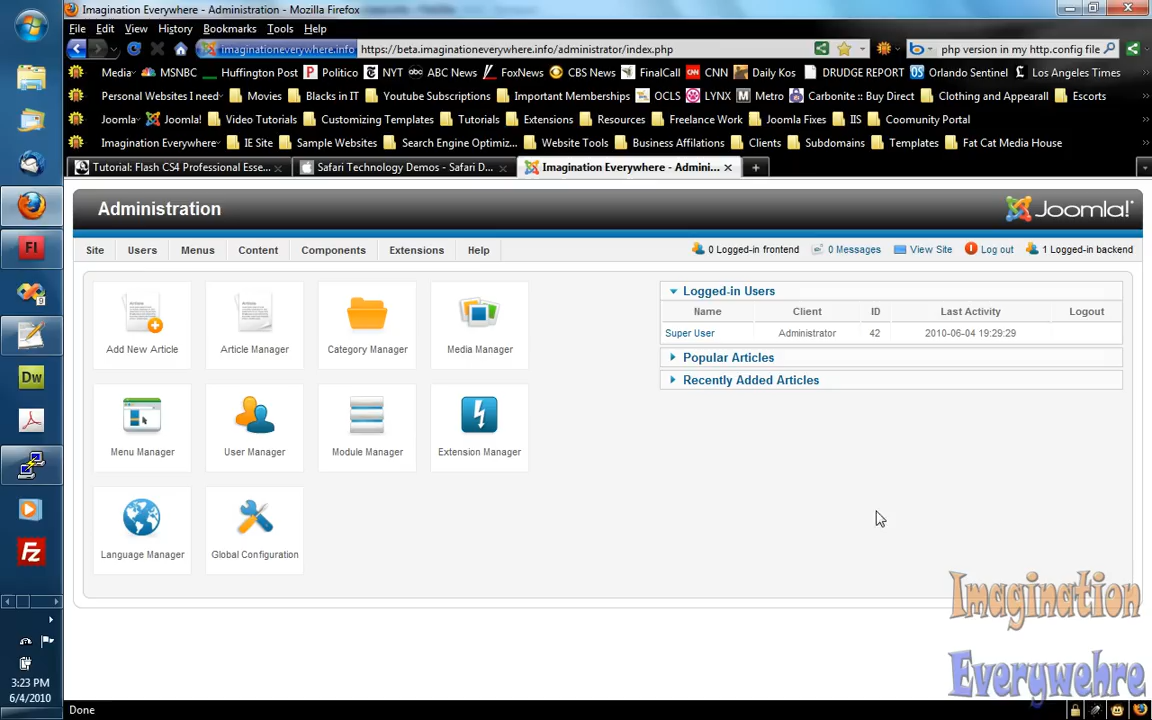 Imagination Everywhere - Administration - Mozilla Firefox
File Edit View History Bookmarks Tools Help
imaginationeverywhere.info https://beta.imaginationeverywhere.info/administrator/index.php php version in my http.config file
Media MSNBC Huffington Post Politico NYT ABC News FoxNews CBS News FinalCall CNN Daily Kos DRUDGE REPORT Orlando Sentinel Los Angeles Times
Personal Websites I need Movies Blacks in IT Youtube Subscriptions Important Memberships OCLS LYNX Metro Carbonite :: Buy Direct Clothing and Appearall Escorts
Joomla Joomla! Video Tutorials Customizing Templates Tutorials Extensions Resources Freelance Work Joomla Fixes IIS Coomunity Portal
Imagination Everywhere IE Site Sample Websites Search Engine Optimiz... Website Tools Business Affilations Clients Subdomains Templates Fat Cat Media House
Tutorial: Flash CS4 Professional Esse... Safari Technology Demos - Safari D... Imagination Everywhere - Admini...
Administration Joomla!
Site Users Menus Content Components Extensions Help 0 Logged-in frontend 0 Messages View Site Log out 1 Logged-in backend
Add New Article Article Manager Category Manager Media Manager
Menu Manager User Manager Module Manager Extension Manager
Language Manager Global Configuration
Logged-in Users
Name Client ID Last Activity Logout
Super User Administrator 42 2010-06-04 19:29:29
Popular Articles
Recently Added Articles
Imagination
Everywehre
Fl
Dw
Fz
3:23 PM
6/4/2010
Done